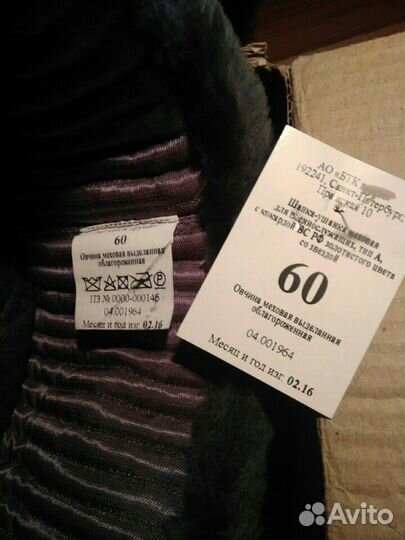 60
Овчина меховая выделанная
облагороженная
ПЗ № 0000-000146
04.001964
Месяц и год изг. 02.16
АО «БТК
192241, Санкт-Петербург,
10
Шапка-ушанка меховая
для военнослужащих, тип А,
с кокардой ВС РФ золотистого цвета
со звездой
60
Овчина меховая выделанная
облагороженная
04.001964
Месяц и год изг. 02.16
Avito